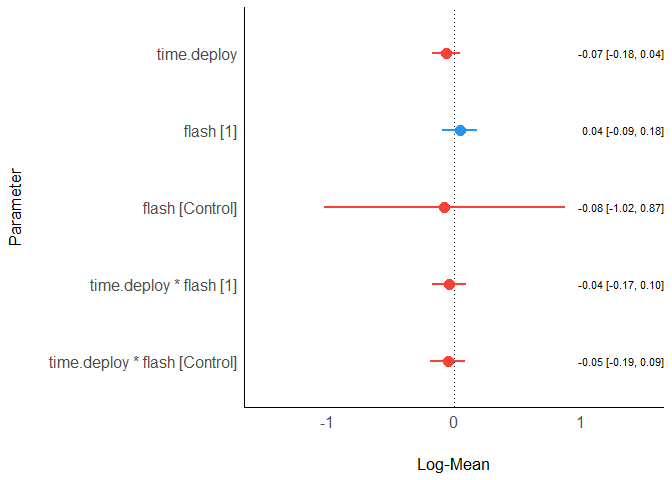 time.deploy
-0.07 [-0.18, 0.04]
flash [1]
0.04 [-0.09, 0.18]
flash [Control]
-0.08 [-1.02, 0.87]
time.deploy * flash [1]
-0.04 [-0.17, 0.10]
time.deploy * flash [Control]
-0.05 [-0.19, 0.09]
Parameter
-1
0
1
Log-Mean